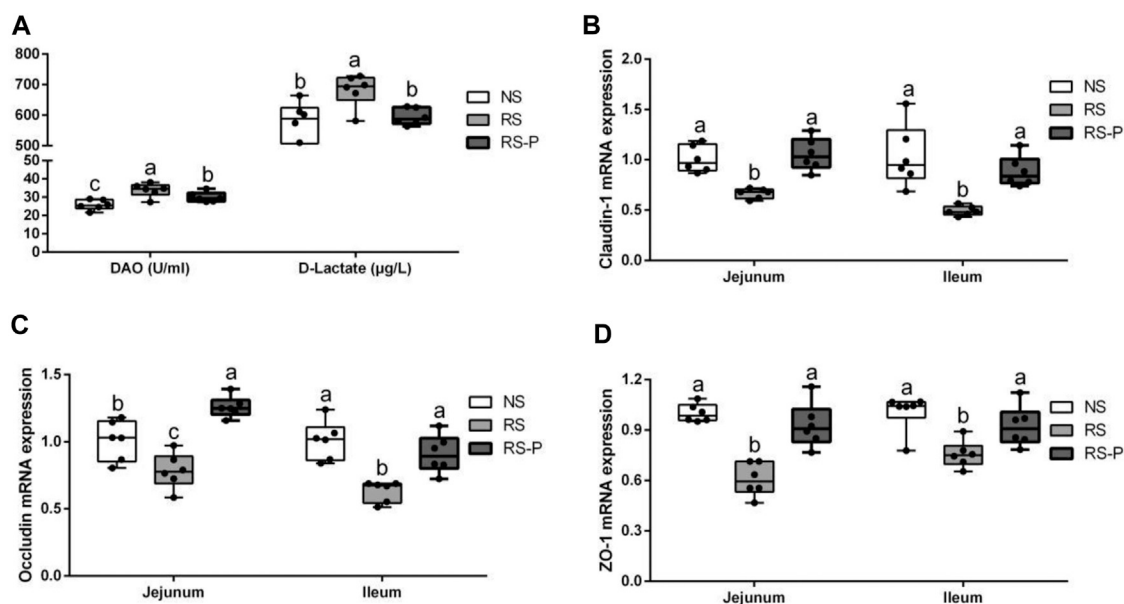 A
800
700
600
500
40
30
20
10
0
c
a
b
b
a
b
DAO (U/ml)
D-Lactate (µg/L)
NS
RS
RS-P
B
Claudin-1 mRNA expression
2.0
1.5
1.0
0.5
0.0
a
b
a
a
b
a
Jejunum
Ileum
NS
RS
RS-P
C
Occludin mRNA expression
1.5
1.0
0.5
0.0
b
c
a
a
b
a
Jejunum
Ileum
NS
RS
RS-P
D
ZO-1 mRNA expression
1.2
0.9
0.6
0.3
0.0
a
b
a
a
b
a
Jejunum
Ileum
NS
RS
RS-P